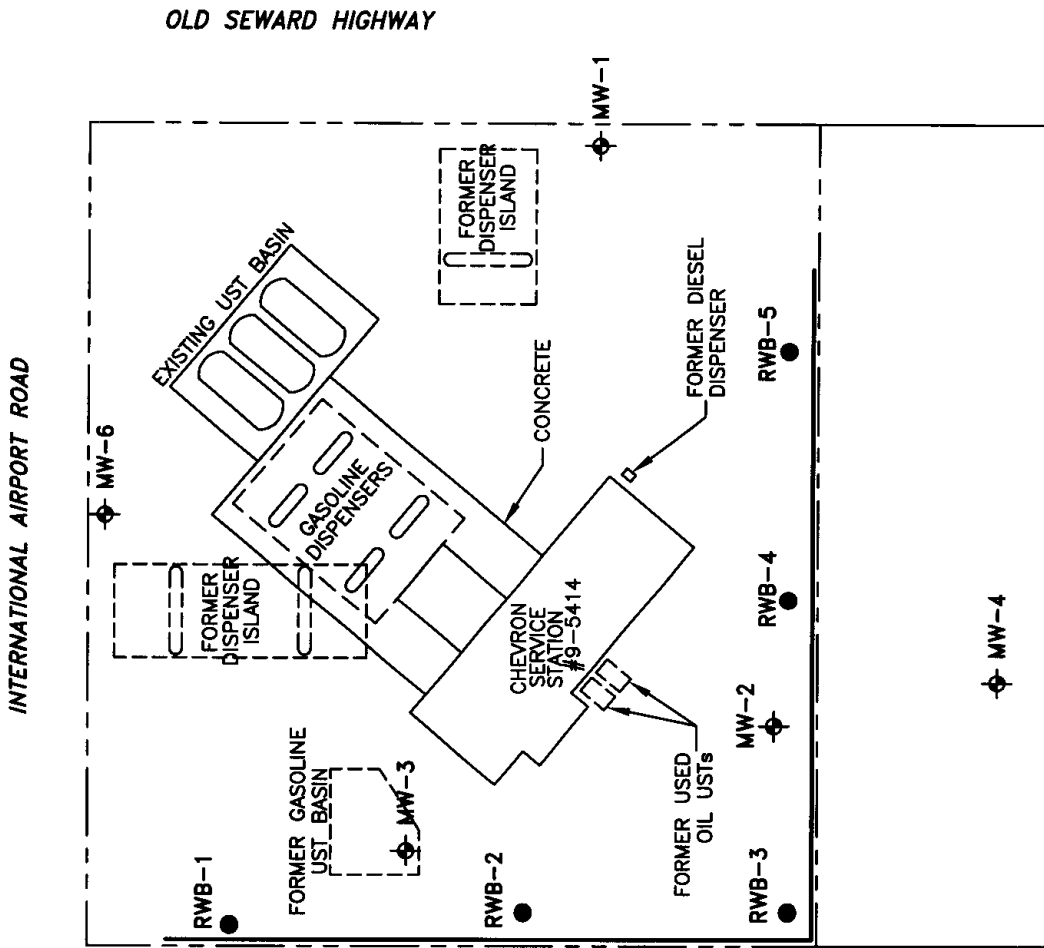 OLD SEWARD HIGHWAY
INTERNATIONAL AIRPORT ROAD
MW-1
FORMER
DISPENSER
ISLAND
EXISTING UST BASIN
MW-6
GASOLINE
DISPENSERS
CONCRETE
FORMER DIESEL
DISPENSER
RWB-5
FORMER
DISPENSER
ISLAND
CHEVRON
SERVICE
STATION
#9-5414
RWB-4
MW-4
MW-2
FORMER GASOLINE
UST BASIN
MW-3
FORMER USED
OIL USTs
RWB-1
RWB-2
RWB-3